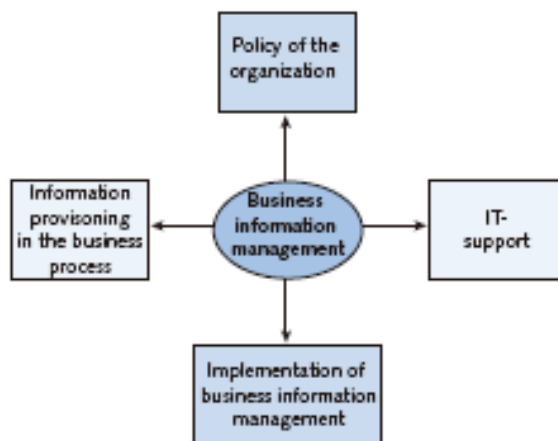 Policy of the
organization
Information
provisoning
in the business
process
Business
information
management
IT-
support
Implementation of
business information
management